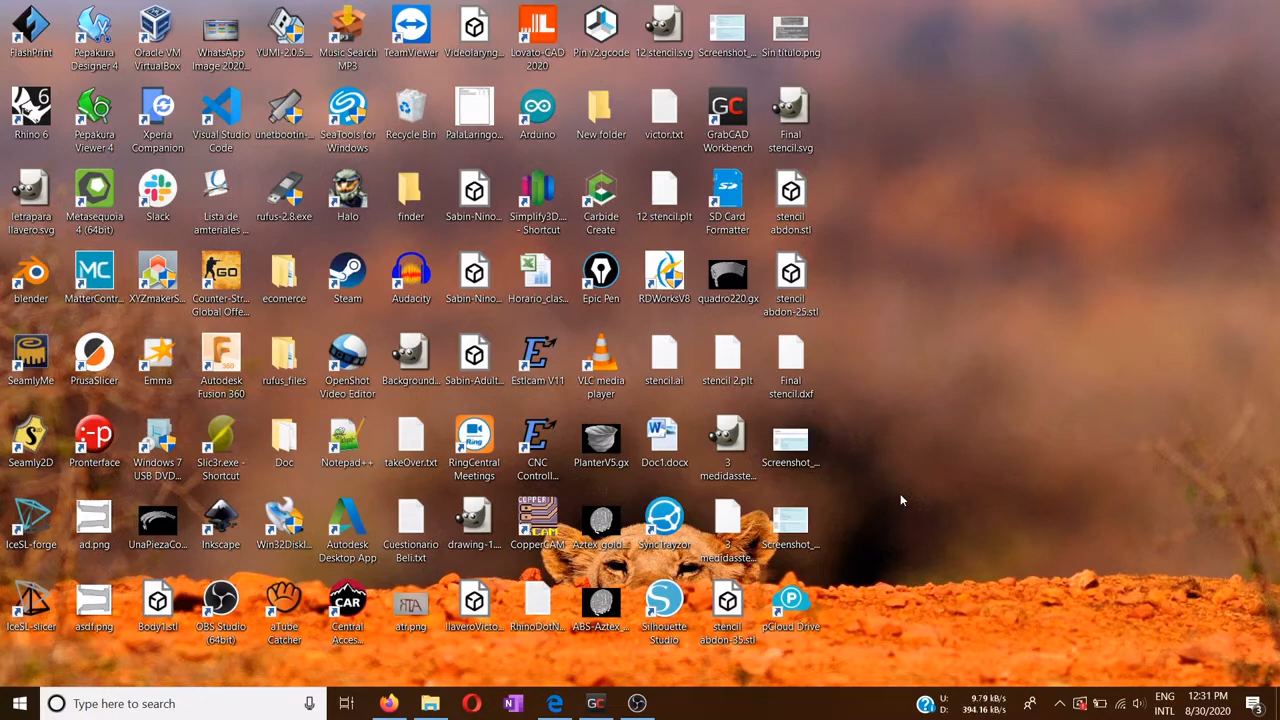 FlashPrint
Pepakura
Designer 4
Oracle VM
VirtualBox
WhatsApp
Image 2020...
YUMI-2.0.5....
Music Search
MP3
TeamViewer
Videolaryng...
Lovato-CAD
2020
Pin v2.gcode
12 stencil.svg
Screenshot_...
Sin titulo.png
Rhino 6
Pepakura
Viewer 4
Xperia
Companion
Visual Studio
Code
unetbootin-...
SeaTools for
Windows
Recycle Bin
PalaLaringo...
Arduino
New folder
victor.txt
GrabCAD
Workbench
Final
stencil.svg
letrapara
llavero.svg
Metasequoia
4 (64bit)
Slack
Lista de
amteriales ...
rufus-2.8.exe
Halo
finder
Sabin-Nino...
Simplify3D....
- Shortcut
Carbide
Create
12 stencil.plt
SD Card
Formatter
stencil
abdon.stl
blender
MatterContr...
XYZmakerS...
Counter-Str...
Global Offe...
ecomerce
Steam
Audacity
Sabin-Nino...
Horario_clas...
Epic Pen
RDWorksV8
quadro220.gx
stencil
abdon-25.stl
SeamlyMe
PrusaSlicer
Emma
Autodesk
Fusion 360
rufus_files
OpenShot
Video Editor
Background...
Sabin-Adult...
Esticam V11
VLC media
player
stencil.ai
stencil 2.plt
Final
stencil.dxf
Seamly2D
Pronterface
Windows 7
USB DVD...
Slic3r.exe -
Shortcut
Doc
Notepad++
takeOver.txt
RingCentral
Meetings
CNC
Controll...
PlanterV5.gx
Doc1.docx
3
medidasste...
Screenshot_...
IceSL-forge
ad.png
UnaPiezaCo...
Inkscape
Win32DiskI...
Autodesk
Desktop App
Cuestionario
Beli.txt
drawing-1....
CopperCAM
Aztex_gold...
SyncTrayzor
3
medidasste...
Screenshot_...
IceSL-slicer
asdf.png
Body1.stl
OBS Studio
(64bit)
aTube
Catcher
Central
Acces...
atr.png
llaveroVicto...
RhinoDotN...
ABS-Aztex_...
Silhouette
Studio
stencil
abdon-35.stl
pCloud Drive
Type here to search
U: 9.79 kB/s
D: 394.16 kB/s
ENG
INTL
12:31 PM
8/30/2020
3